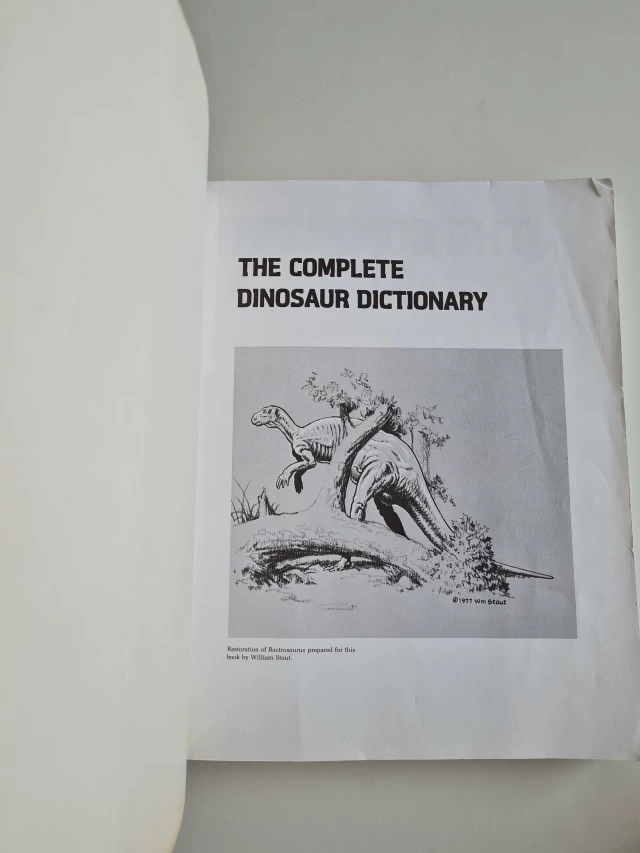 THE COMPLETE
DINOSAUR DICTIONARY
©1977 Wm Stout
Restoration of Bactrosaurus prepared for this
book by William Stout.